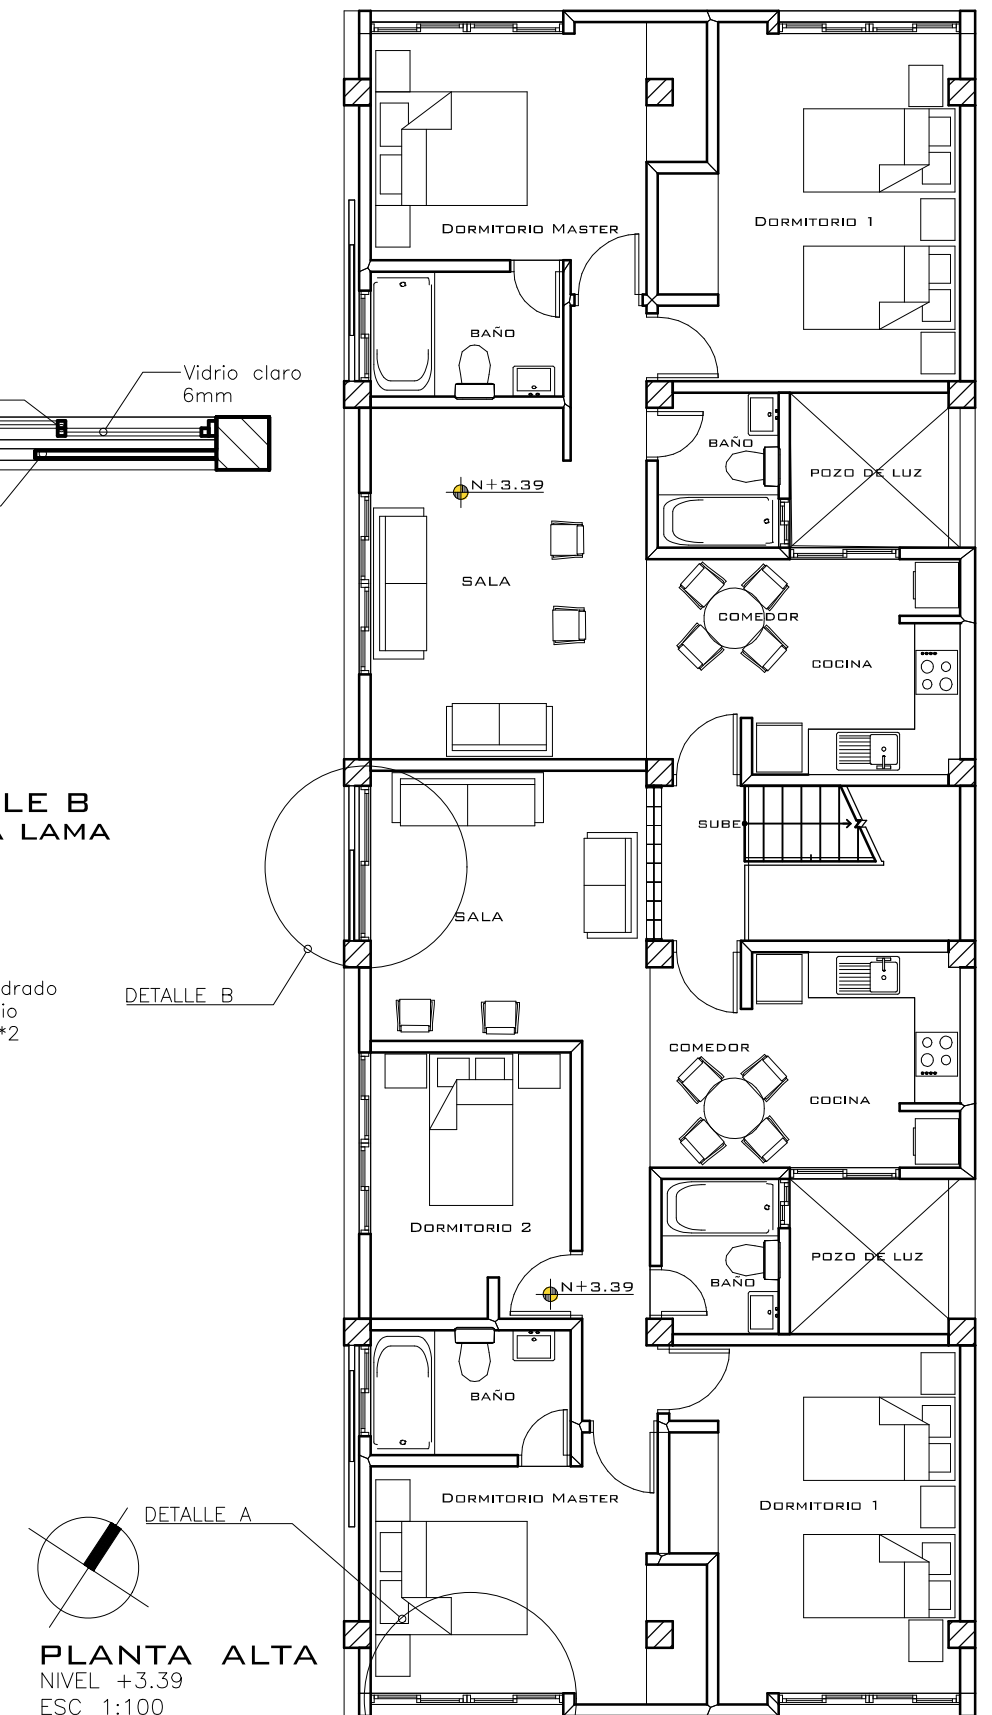 Dormitorio Master
Dormitorio 1
BAÑO
Vidrio claro
6mm
BAÑO
POZO DE LUZ
N+3.39
SALA
COMEDOR
COCINA
LE B
A LAMA
SUBE
SALA
drado
io
*2
DETALLE B
COMEDOR
COCINA
Dormitorio 2
BAÑO
POZO DE LUZ
N+3.39
BAÑO
Dormitorio Master
Dormitorio 1
DETALLE A
PLANTA ALTA
NIVEL +3.39
ESC 1:100